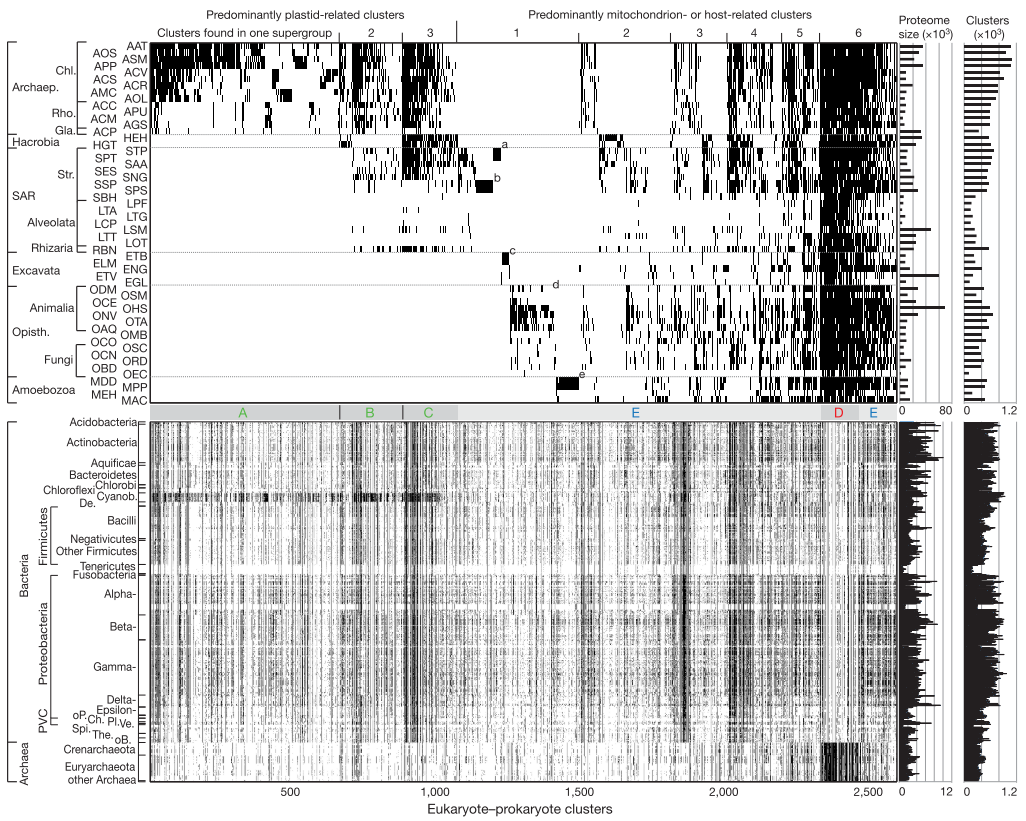 Predominantly plastid-related clusters
Predominantly mitochondrion- or host-related clusters
Proteome size (×10³)
Clusters (×10³)
Clusters found in one supergroup 2 3 1 2 3 4 5 6
Archaep.
Chl.
Rho.
Gla.
Hacrobia
SAR
Str.
Alveolata
Rhizaria
Excavata
Opisth.
Animalia
Fungi
Amoebozoa
AAT
AOS
ASM
APP
ACV
ACS
ACR
AMC
AOL
ACC
APU
ACM
AGS
ACP
HEH
HGT
STP
SPT
SAA
SES
SNG
SSP
SPS
SBH
LPF
LTA
LTG
LCP
LSM
LTT
LOT
RBN
ETB
ELM
ENG
ETV
EGL
ODM
OSM
OCE
OHS
ONV
OTA
OAQ
OMB
OCO
OSC
OCN
ORD
OBD
OEC
MDD
MPP
MEH
MAC
a
b
c
d
e
0 80 0 1.2
A B C E D E
Bacteria
Firmicutes
Proteobacteria
PVC
Archaea
Acidobacteria
Actinobacteria
Aquificae
Bacteroidetes
Chlorobi
Chloroflexi
Cyanob.
De.
Bacilli
Negativicutes
Other Firmicutes
Tenericutes
Fusobacteria
Alpha-
Beta-
Gamma-
Delta-
Epsilon-
oP. Ch. Pl. Ve.
Spi. The. oB.
Crenarchaeota
Euryarchaeota
other Archaea
500 1,000 1,500 2,000 2,500 0 12 0 1.2
Eukaryote–prokaryote clusters